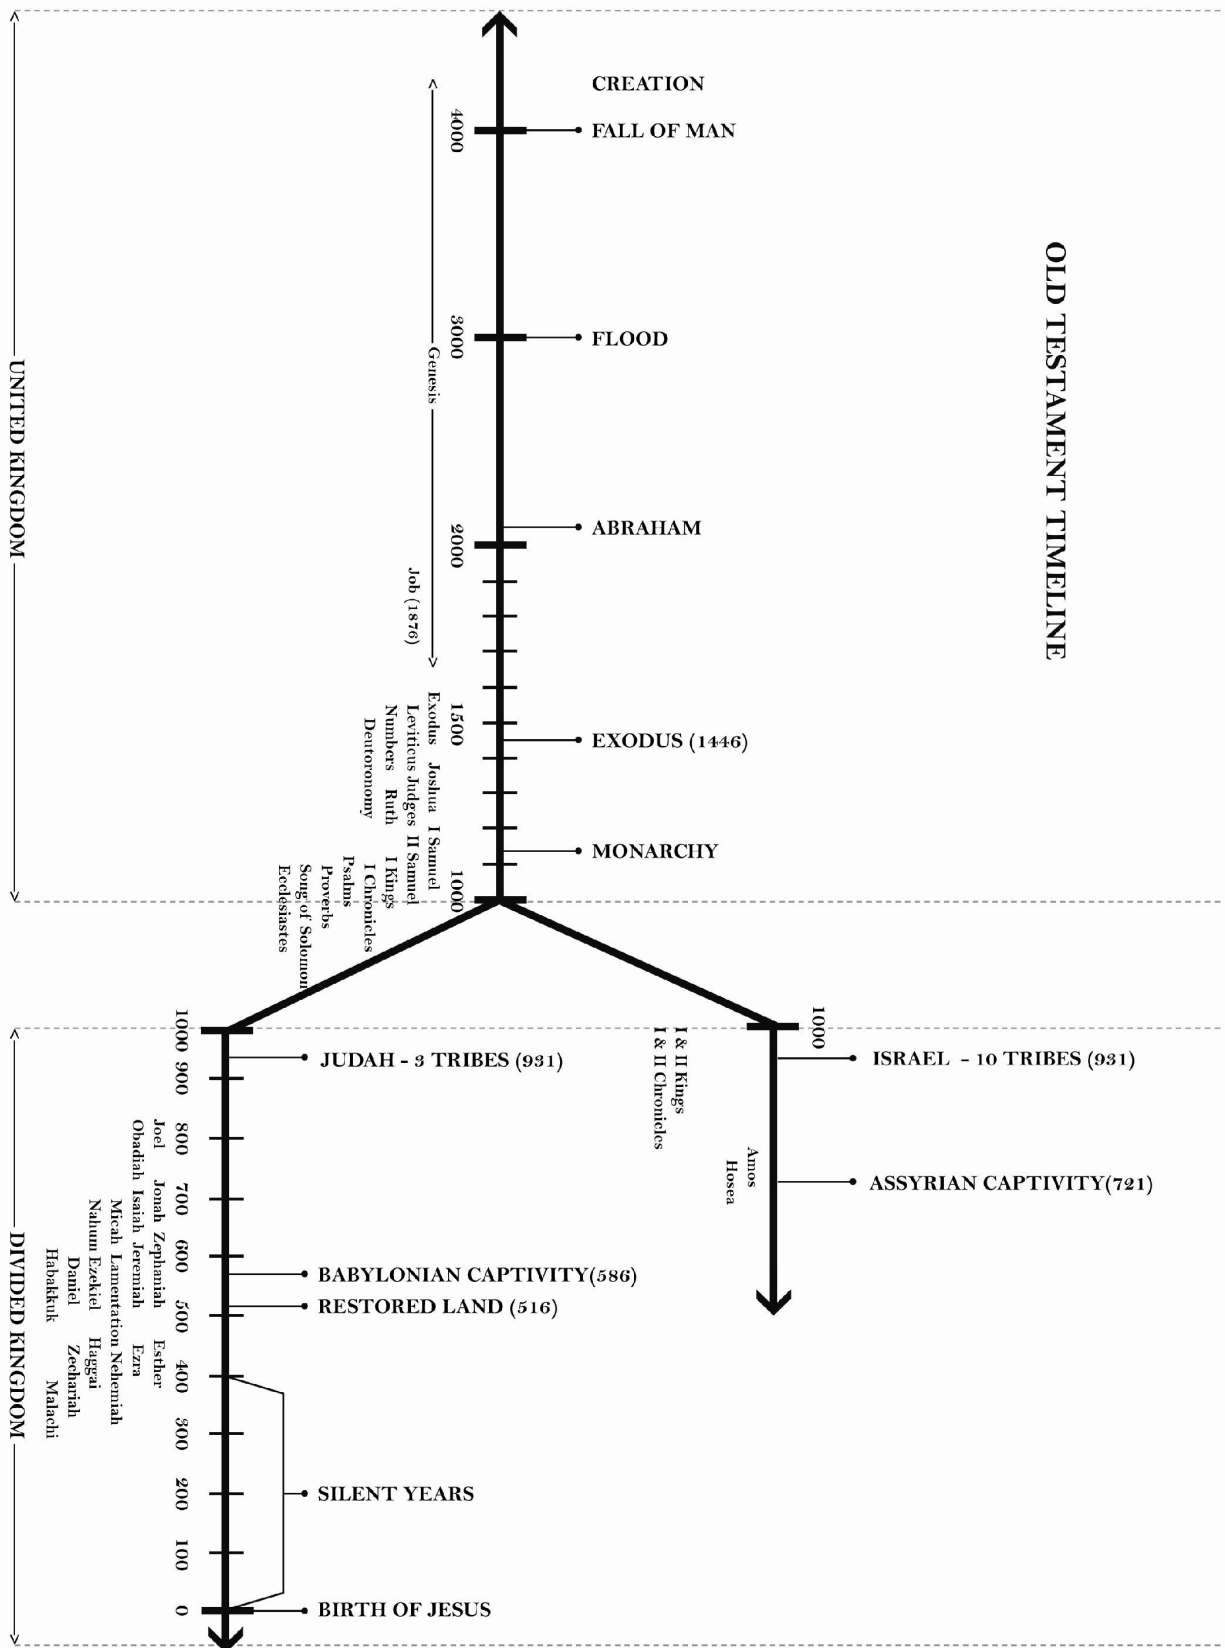 OLD TESTAMENT TIMELINE
CREATION
FALL OF MAN
FLOOD
ABRAHAM
EXODUS (1446)
MONARCHY
4000
3000
2000
1500
1000
Genesis
Job (1876)
Exodus Joshua I Samuel
Leviticus Judges II Samuel
Numbers Ruth I Kings
Deutoronomy I Chronicles
Psalms
Proverbs
Song of Solomon
Ecclesiastes
UNITED KINGDOM
1000
ISRAEL - 10 TRIBES (931)
ASSYRIAN CAPTIVITY(721)
I & II Kings
I & II Chronicles
Amos
Hosea
JUDAH - 3 TRIBES (931)
BABYLONIAN CAPTIVITY(586)
RESTORED LAND (516)
SILENT YEARS
BIRTH OF JESUS
1000
900
800
700
600
500
400
300
200
100
0
Joel Jonah Zephaniah Esther
Obadiah Isaiah Jeremiah Ezra
Micah Lamentation Nehemiah
Nahum Ezekiel Haggai
Daniel Zechariah
Habakkuk Malachi
DIVIDED KINGDOM